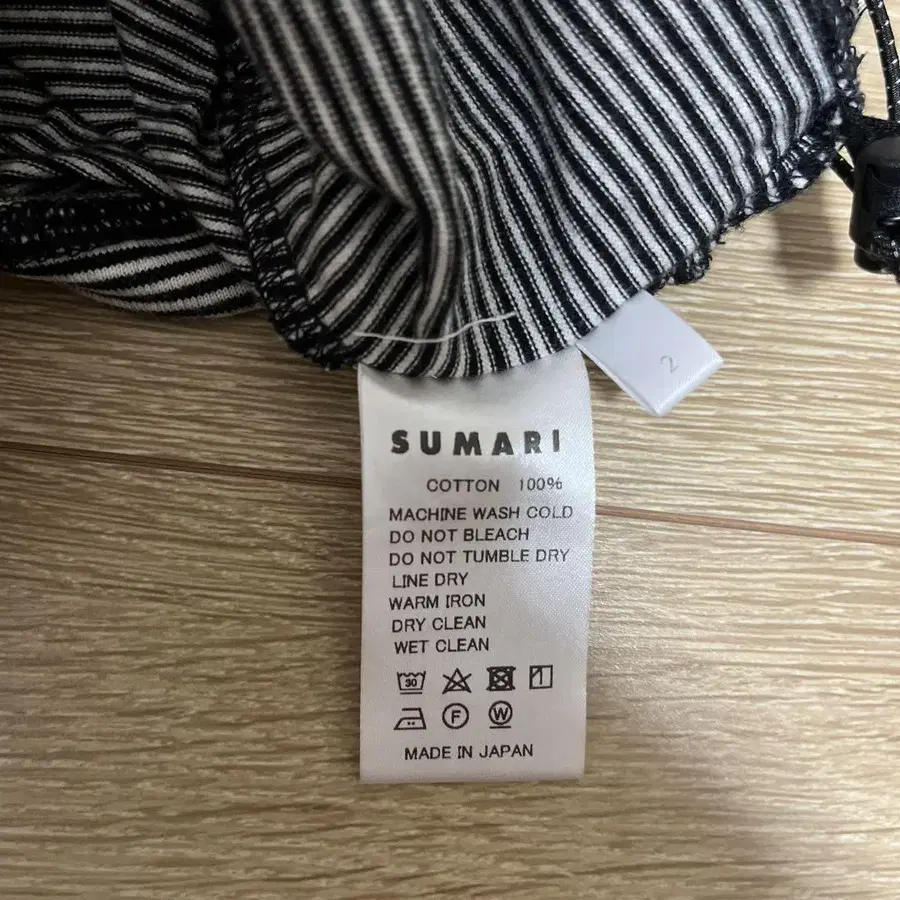 2
SUMARI
COTTON 100%
MACHINE WASH COLD
DO NOT BLEACH
DO NOT TUMBLE DRY
LINE DRY
WARM IRON
DRY CLEAN
WET CLEAN
30
F W
MADE IN JAPAN